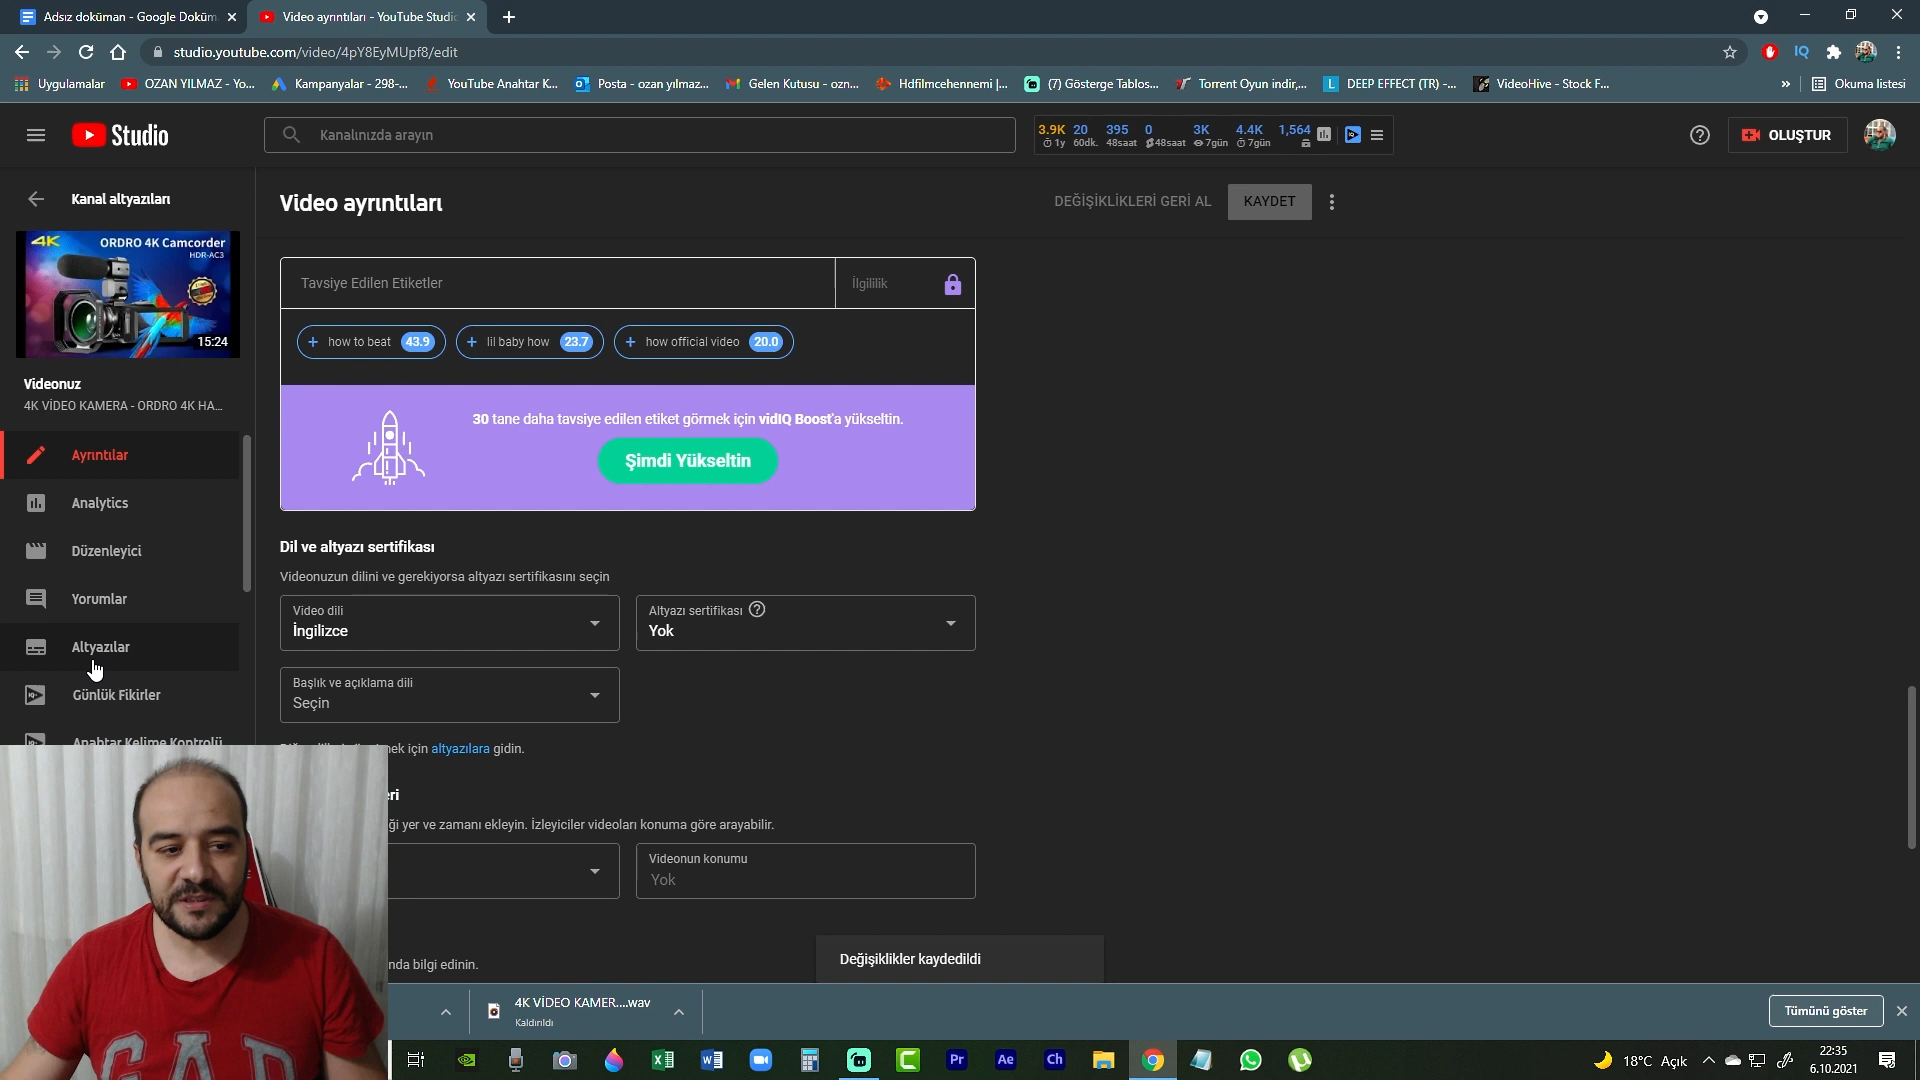 Adsız doküman - Google Doküm
Video ayrıntıları - YouTube Studio
studio.youtube.com/video/4pY8EyMUpf8/edit
Uygulamalar
OZAN YILMAZ - Yo...
Kampanyalar - 298-...
YouTube Anahtar K...
Posta - ozan yılmaz...
Gelen Kutusu - ozn...
Hdfilmcehennemi |...
(7) Gösterge Tablos...
Torrent Oyun indir,...
DEEP EFFECT (TR) -...
VideoHive - Stock F...
»
Okuma listesi
Studio
Kanalınızda arayın
3.9K 20 395 0 3K 4.4K 1,564
1y 60dk. 48saat 48saat 7gün 7gün
OLUŞTUR
Kanal altyazıları
Video ayrıntıları
DEĞİŞİKLİKLERİ GERİ AL
KAYDET
4K
ORDRO 4K Camcorder
HDR-AC3
15:24
Videonuz
4K VİDEO KAMERA - ORDRO 4K HA...
Ayrıntılar
Analytics
Düzenleyici
Yorumlar
Altyazılar
Günlük Fikirler
Anahtar Kelime Kontrolü
Tavsiye Edilen Etiketler
İlgililik
+ how to beat 43.9
+ lil baby how 23.7
+ how official video 20.0
30 tane daha tavsiye edilen etiket görmek için vidIQ Boost'a yükseltin.
Şimdi Yükseltin
Dil ve altyazı sertifikası
Videonuzun dilini ve gerekiyorsa altyazı sertifikasını seçin
Video dili
İngilizce
Altyazı sertifikası
Yok
Başlık ve açıklama dili
Seçin
için altyazılara gidin.
yer ve zamanı ekleyin. İzleyiciler videoları konuma göre arayabilir.
Videonun konumu
Yok
bilgi edinin.
Değişiklikler kaydedildi
4K VİDEO KAMER....wav
Kaldırıldı
Tümünü göster
Pr
Ae
Ch
18°C Açık
22:35
6.10.2021
GAP